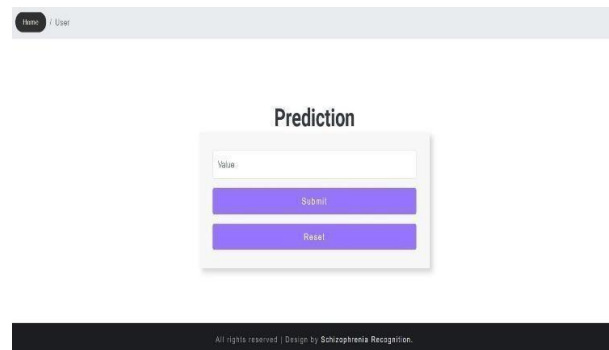 Home / User
Prediction
Value
Submit
Reset
All rights reserved | Design by Schizophrenia Recognition.